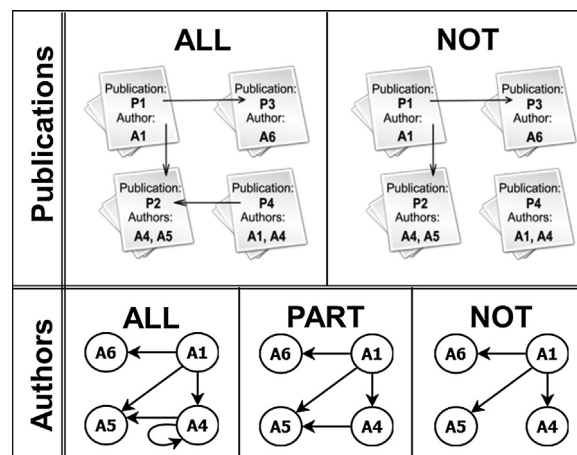 ALL
NOT
Publications
Publication:
P1
Author:
A1
Publication:
P3
Author:
A6
Publication:
P2
Authors:
A4, A5
Publication:
P4
Authors:
A1, A4
Publication:
P1
Author:
A1
Publication:
P3
Author:
A6
Publication:
P2
Authors:
A4, A5
Publication:
P4
Authors:
A1, A4
Authors
ALL
PART
NOT
A6
A1
A5
A4
A6
A1
A5
A4
A6
A1
A5
A4